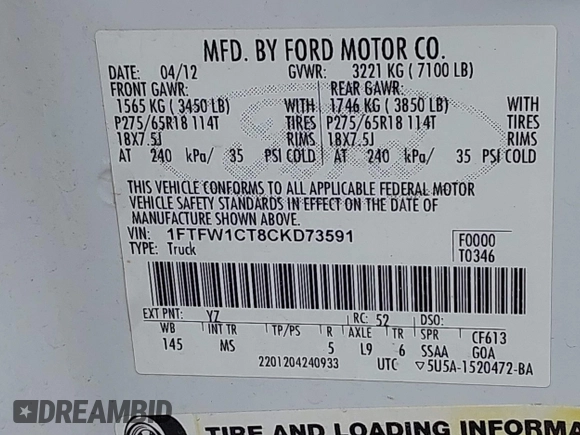 MFD. BY FORD MOTOR CO.
DATE: 04/12 GVWR: 3221 KG ( 7100 LB)
FRONT GAWR: REAR GAWR:
1565 KG ( 3450 LB) WITH 1746 KG ( 3850 LB) WITH
P275/65R18 114T TIRES P275/65R18 114T TIRES
18X7.5J RIMS 18X7.5J RIMS
AT 240 kPa/ 35 PSI COLD AT 240 kPa/ 35 PSI COLD
THIS VEHICLE CONFORMS TO ALL APPLICABLE FEDERAL MOTOR
VEHICLE SAFETY STANDARDS IN EFFECT ON THE DATE OF
MANUFACTURE SHOWN ABOVE.
VIN: 1FTFW1CT8CKD73591 F0000
TYPE: Truck T0346
EXT PNT: YZ RC: 52 DSO:
WB INT TR TP/PS R AXLE TR SPR CF613
145 MS 5 L9 6 SSAA GOA
2201204240933 UTC ▽5U5A-1520472-BA
DREAMBID
TIRE AND LOADING INFORMA